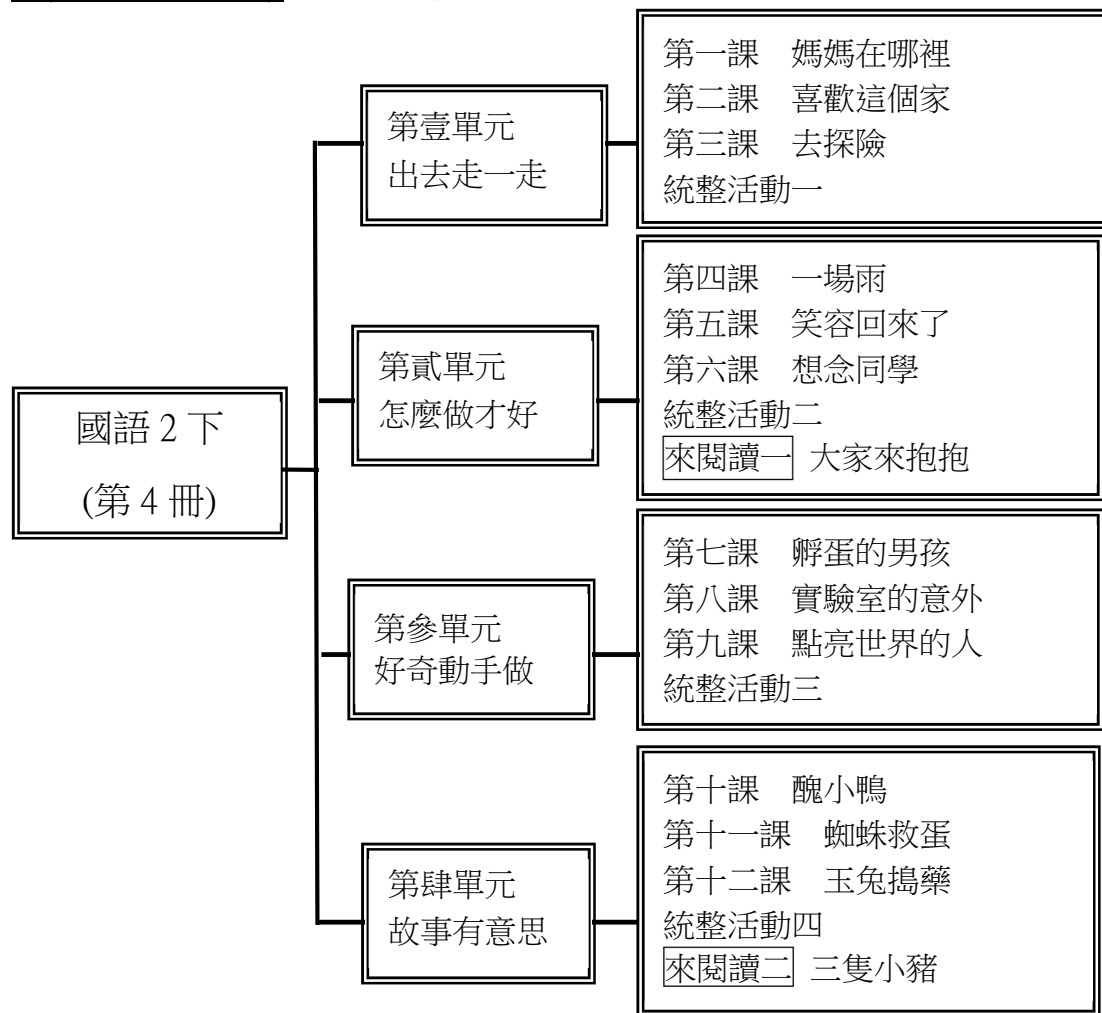 國語 2 下
(第 4 冊)
第壹單元
出去走一走
第一課　媽媽在哪裡
第二課　喜歡這個家
第三課　去探險
統整活動一
第貳單元
怎麼做才好
第四課　一場雨
第五課　笑容回來了
第六課　想念同學
統整活動二
來閱讀一 大家來抱抱
第參單元
好奇動手做
第七課　孵蛋的男孩
第八課　實驗室的意外
第九課　點亮世界的人
統整活動三
第肆單元
故事有意思
第十課　醜小鴨
第十一課　蜘蛛救蛋
第十二課　玉兔搗藥
統整活動四
來閱讀二 三隻小豬